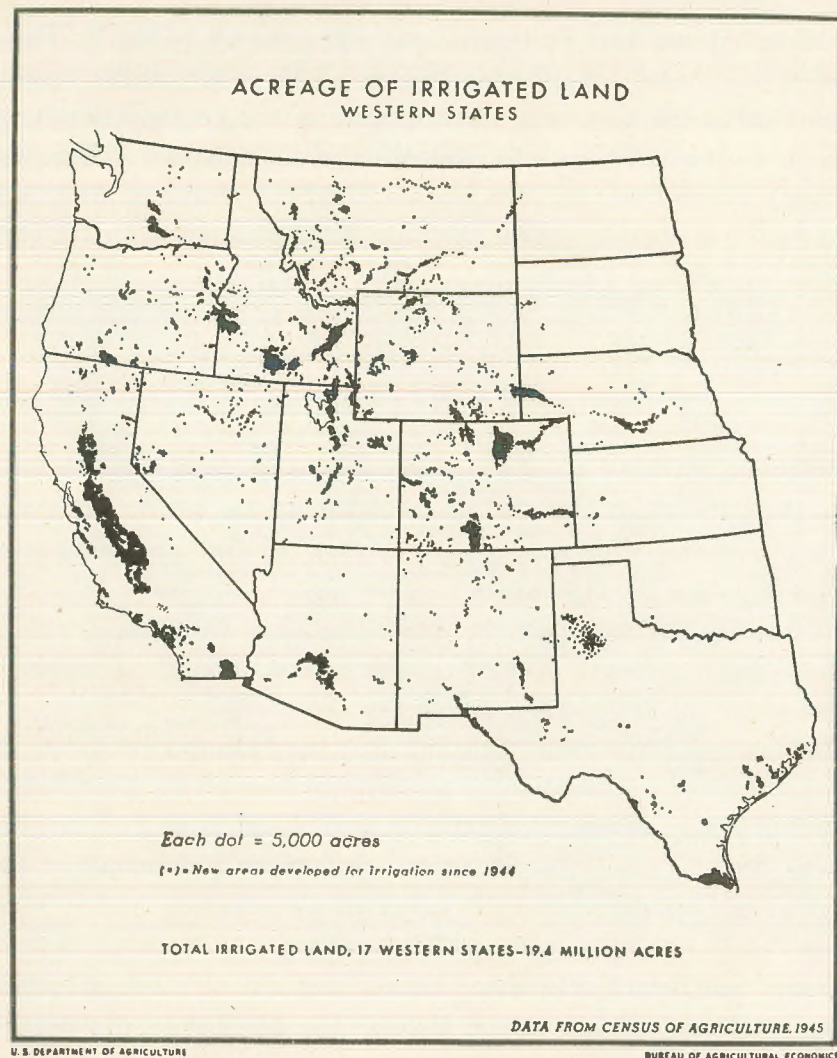 ACREAGE OF IRRIGATED LAND
WESTERN STATES
Each dot = 5,000 acres
(•)=New areas developed for irrigation since 1944
TOTAL IRRIGATED LAND, 17 WESTERN STATES-19.4 MILLION ACRES
DATA FROM CENSUS OF AGRICULTURE, 1945
U. S. DEPARTMENT OF AGRICULTURE
BUREAU OF AGRICULTURAL ECONOMICS